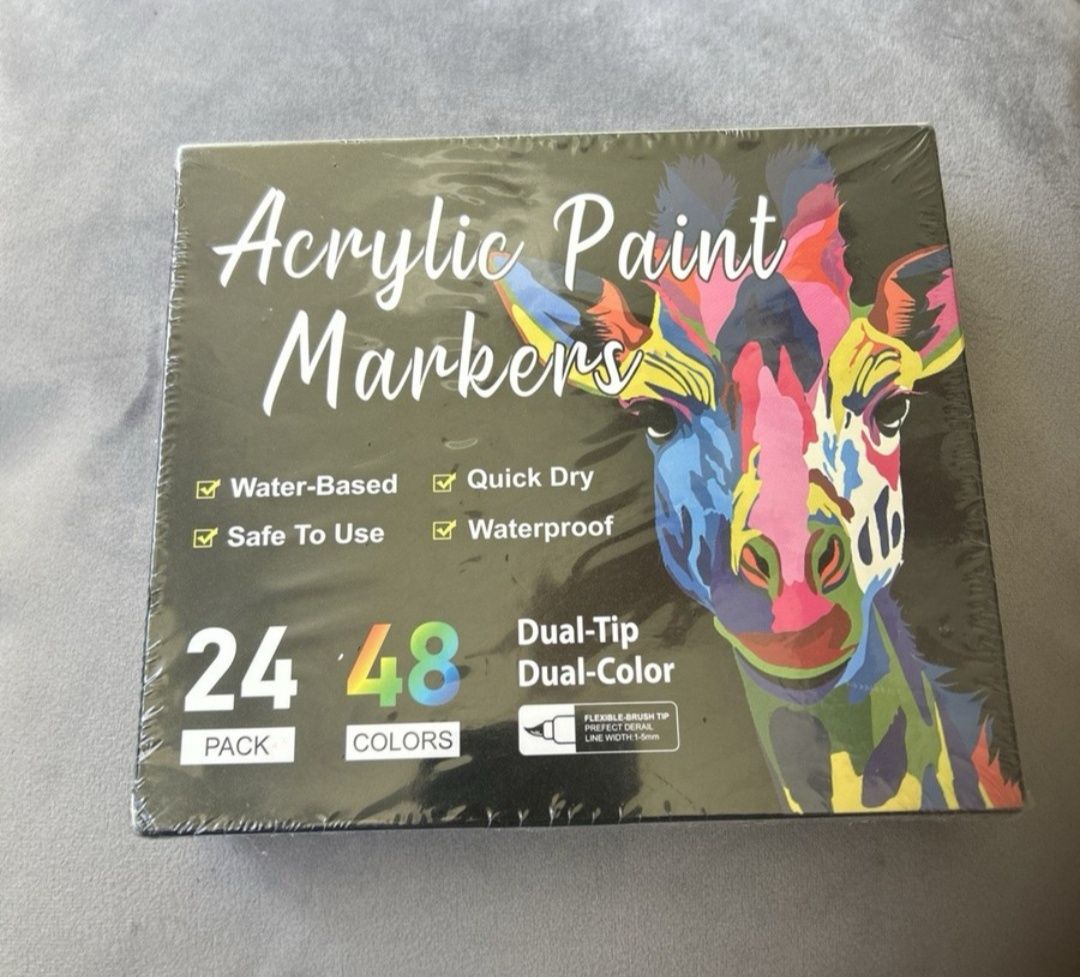 Acrylic Paint
Markers
Water-Based
Quick Dry
Safe To Use
Waterproof
24
PACK
48
COLORS
Dual-Tip
Dual-Color
FLEXIBLE-BRUSH TIP
PREFECT DERAIL
LINE WIDTH:1-5mm